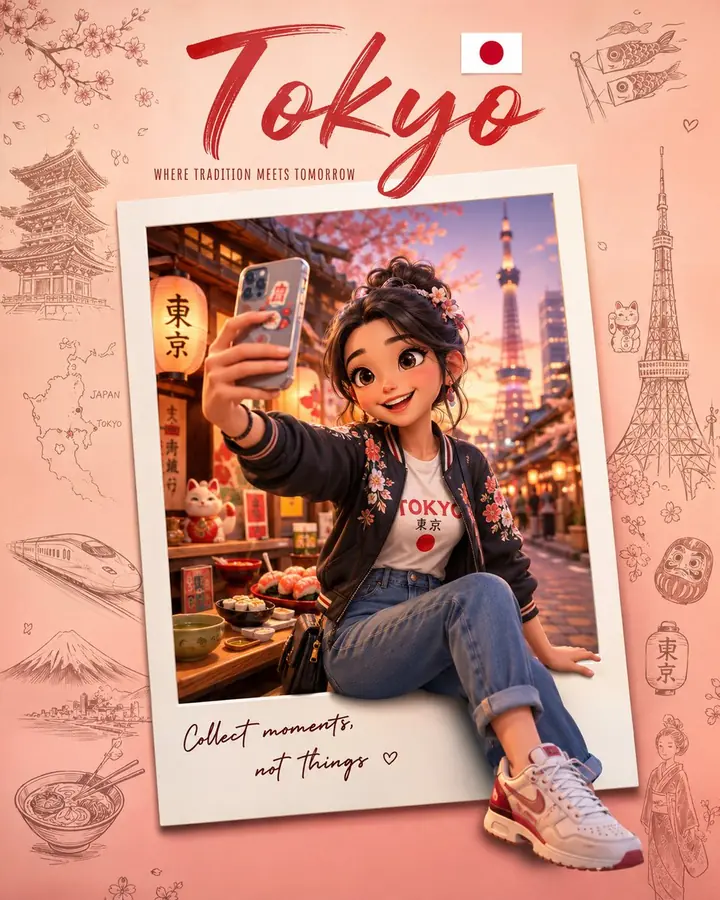 Tokyo
WHERE TRADITION MEETS TOMORROW
東京
TOKYO
東京
JAPAN
TOKYO
東京
Collect moments,
not things